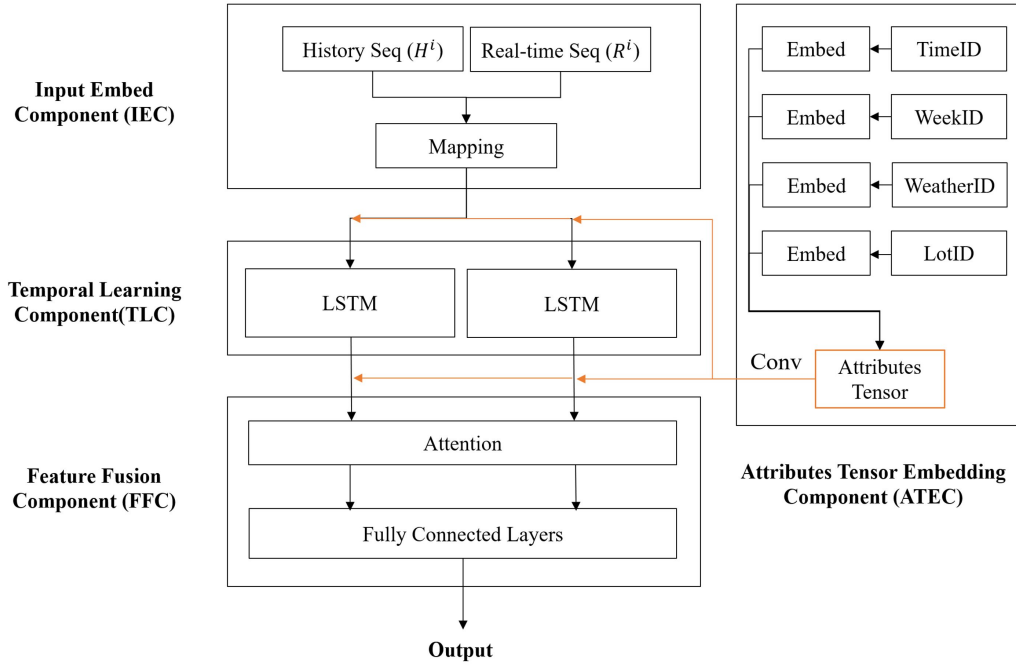 Input Embed
Component (IEC)
History Seq (Hⁱ)
Real-time Seq (Rⁱ)
Mapping
Temporal Learning
Component(TLC)
LSTM
LSTM
Feature Fusion
Component (FFC)
Attention
Fully Connected Layers
Output
Embed
TimeID
Embed
WeekID
Embed
WeatherID
Embed
LotID
Conv
Attributes
Tensor
Attributes Tensor Embedding
Component (ATEC)